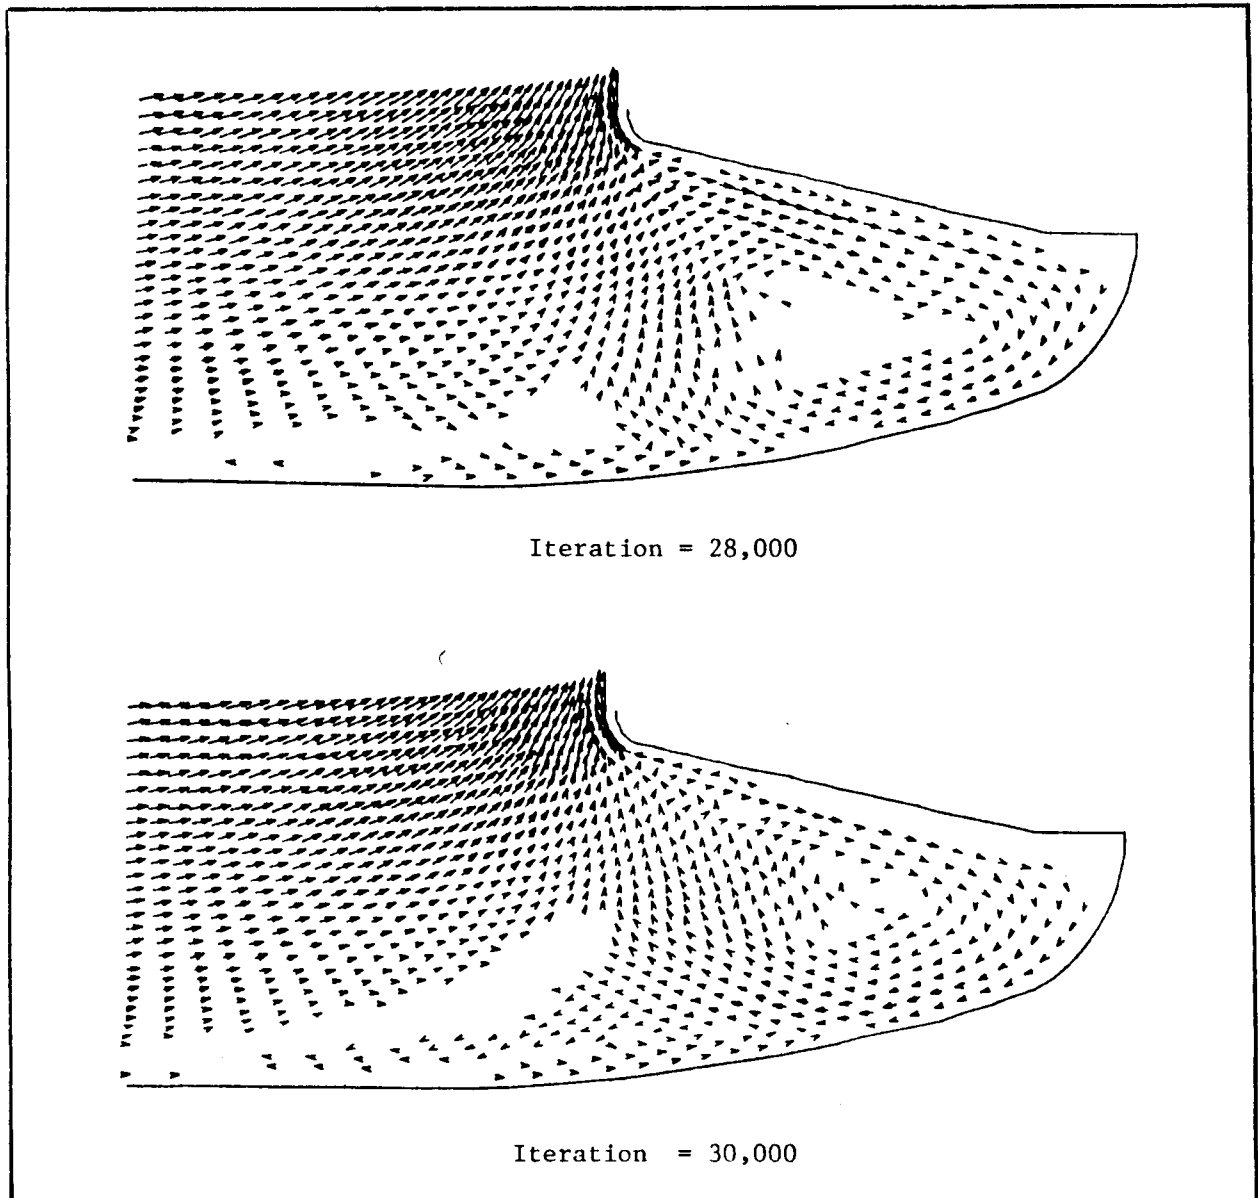 Iteration = 28,000
Iteration = 30,000